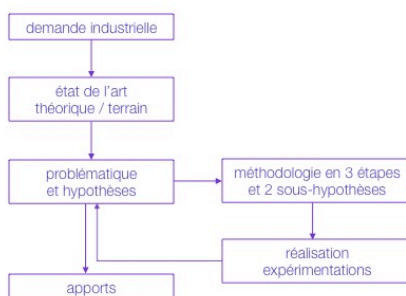 demande industrielle
état de l'art
théorique / terrain
problématique
et hypothèses
méthodologie en 3 étapes
et 2 sous-hypothèses
réalisation
expérimentations
apports